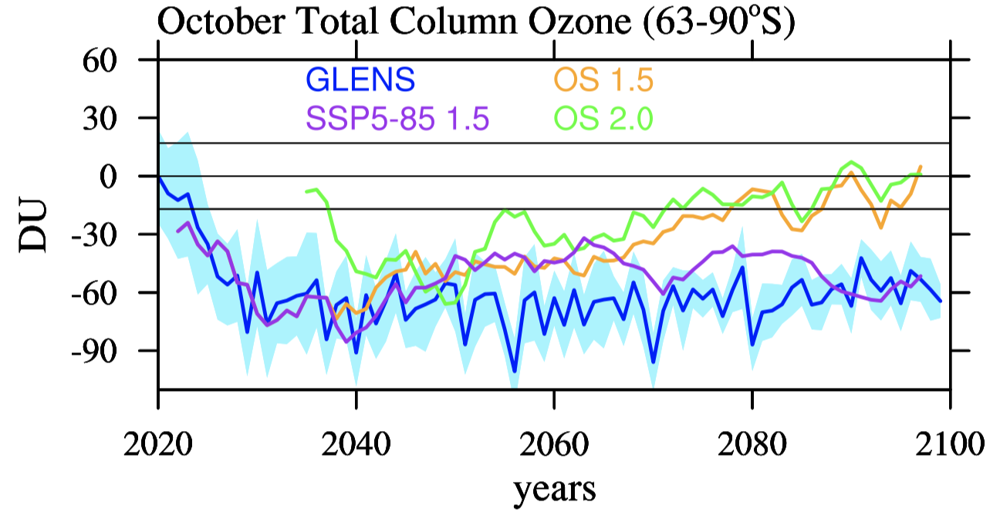 October Total Column Ozone (63-90°S)
60
30
0
-30
-60
-90
DU
GLENS
OS 1.5
SSP5-85 1.5
OS 2.0
2020 2040 2060 2080 2100
years